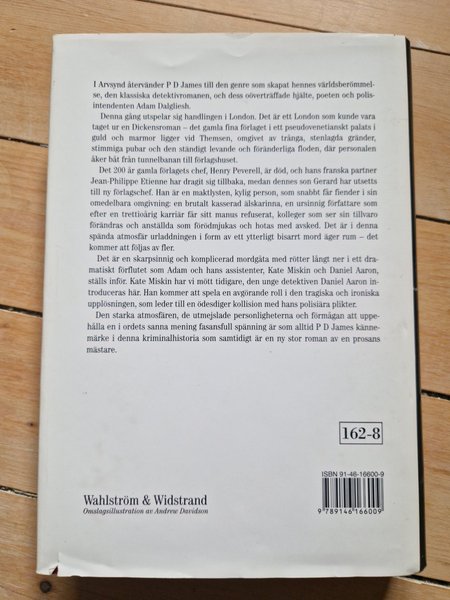 I Arvsynd återvänder P D James till den genre som skapat hennes världsberömmel-
se, den klassiska detektivromanen, och dess oöverträffade hjälte, poeten och polis-
intendenten Adam Dalgliesh.
Denna gång utspelar sig handlingen i London. Det är ett London som kunde vara
taget ur en Dickensroman – det gamla fina förlaget i ett pseudovenetianskt palats i
guld och marmor ligger vid Themsen, omgivet av trånga, stenlagda gränder,
stimmiga pubar och den ständigt levande och föränderliga floden, där personalen
åker båt från tunnelbanan till förlagshuset.
Det 200 år gamla förlagets chef, Henry Peverell, är död, och hans franska partner
Jean-Philippe Etienne har dragit sig tillbaka, medan dennes son Gerard har utsetts
till ny förlagschef. Han är en maktlysten, kylig person, som snabbt får fiender i sin
omedelbara omgivning: en brutalt kasserad älskarinna, en ursinnig författare som
efter en trettioårig karriär får sitt manus refuserat, kolleger som ser sin tillvaro
förändras och anställda som förödmjukas och hotas med avsked. Det är i denna
spända atmosfär urladdningen i form av ett ytterligt bisarrt mord äger rum – det
kommer att följas av fler.
Det är en skarpsinnig och komplicerad mordgåta med rötter långt ner i ett dra-
matiskt förflutet som Adam och hans assistenter, Kate Miskin och Daniel Aaron,
ställs inför. Kate Miskin har vi mött tidigare, den unge detektiven Daniel Aaron in-
troduceras här. Han kommer att spela en avgörande roll i den tragiska och ironiska
upplösningen, som leder till en ödesdiger kollision med hans polisiära plikter.
Den starka atmosfären, de utmejslade personligheterna och förmågan att uppe-
hålla en i ordets sanna mening fasansfull spänning är som alltid P D James känne-
märke i denna kriminalhistoria som samtidigt är en ny stor roman av en prosans
mästare.
162-8
ISBN 91-46-16600-9
9 789146 166009
Wahlström & Widstrand
Omslagsillustration av Andrew Davidson